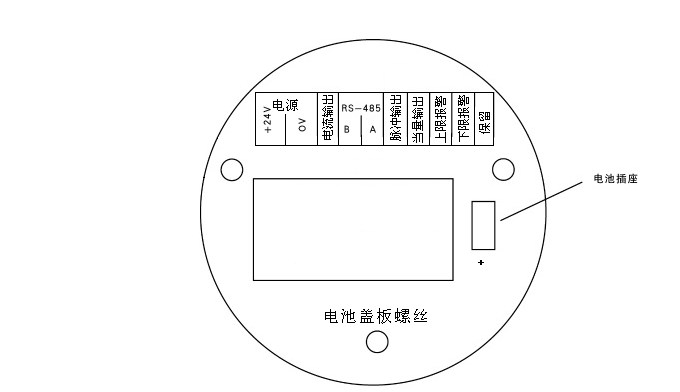 电源
+24V
0V
电流输出
RS-485
B
A
脉冲输出
当量输出
上限报警
下限报警
保留
电池插座
+
电池盖板螺丝